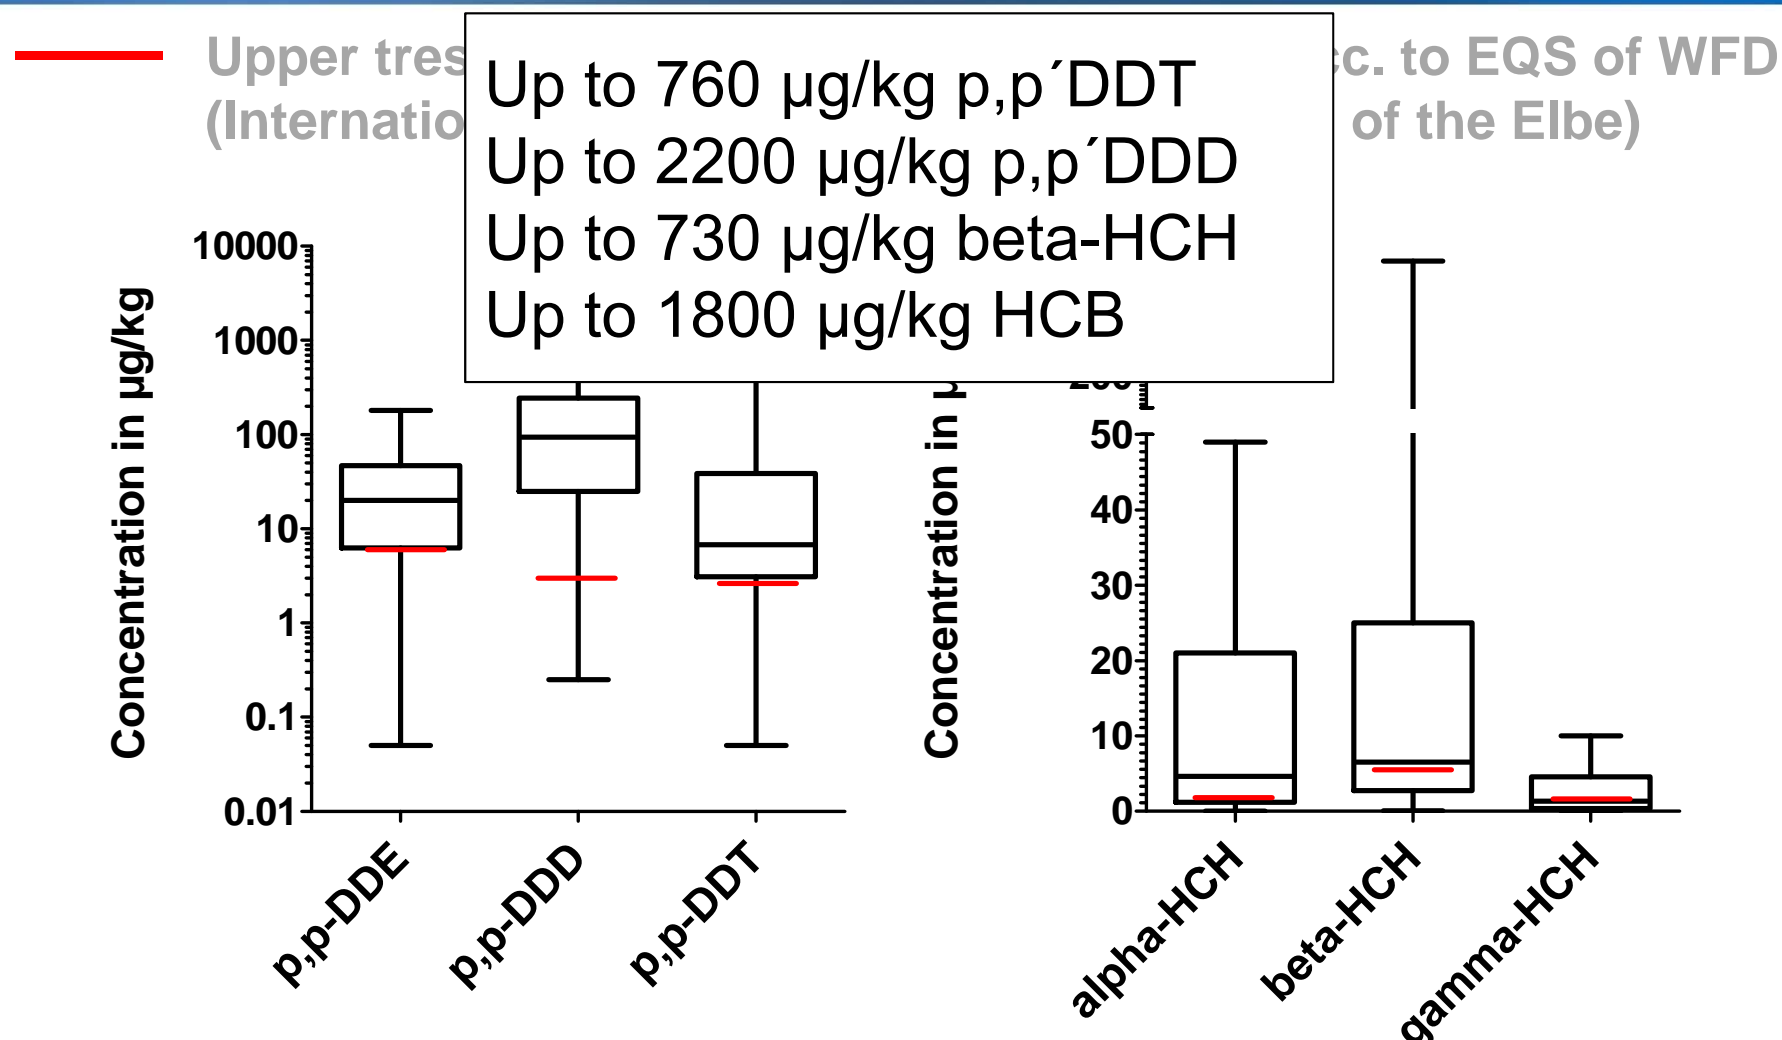 Upper tres
cc. to EQS of WFD
(Internatio
of the Elbe)
Up to 760 µg/kg p,p´DDT
Up to 2200 µg/kg p,p´DDD
Up to 730 µg/kg beta-HCH
Up to 1800 µg/kg HCB
Concentration in µg/kg
10000
1000
100
10
1
0.1
0.01
p,p-DDE
p,p-DDD
p,p-DDT
Concentration in µ
200
50
40
30
20
10
0
alpha-HCH
beta-HCH
gamma-HCH